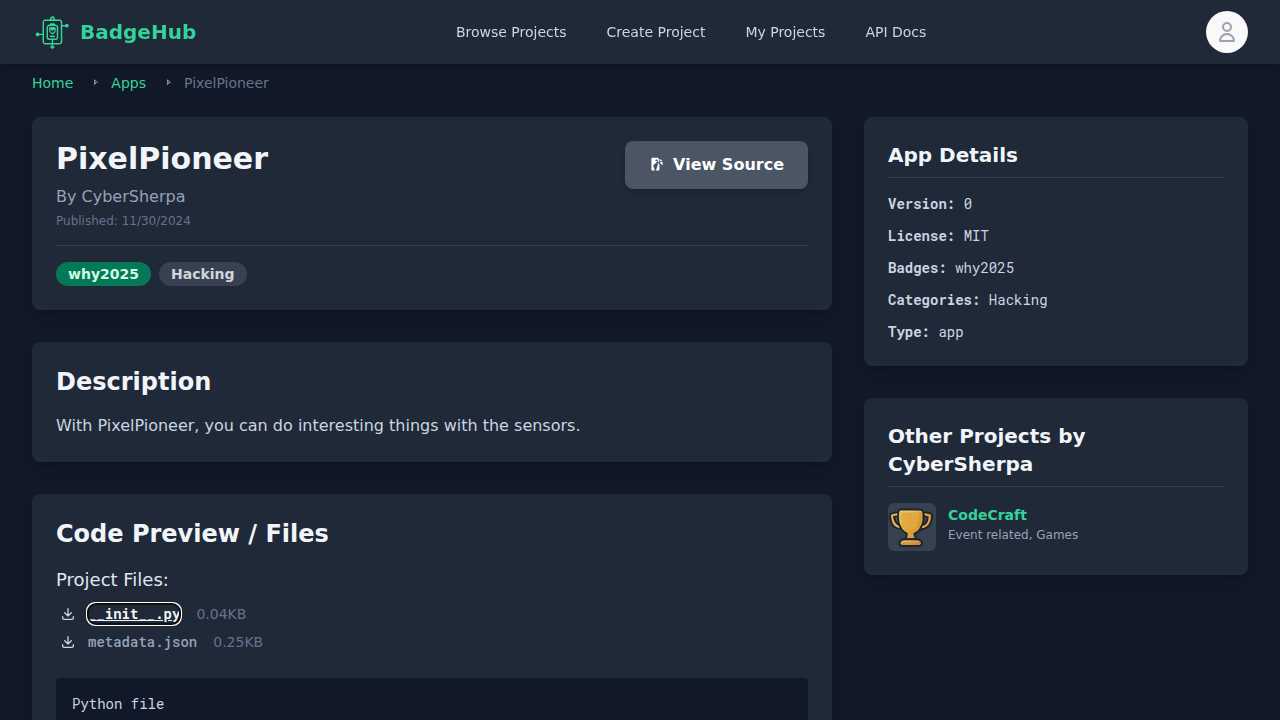 BadgeHub
Browse Projects
Create Project
My Projects
API Docs
Home
Apps
PixelPioneer
PixelPioneer
View Source
By CyberSherpa
Published: 11/30/2024
why2025
Hacking
Description
With PixelPioneer, you can do interesting things with the sensors.
Code Preview / Files
Project Files:
__init__.py 0.04KB
metadata.json 0.25KB
Python file
App Details
Version: 0
License: MIT
Badges: why2025
Categories: Hacking
Type: app
Other Projects by
CyberSherpa
CodeCraft
Event related, Games